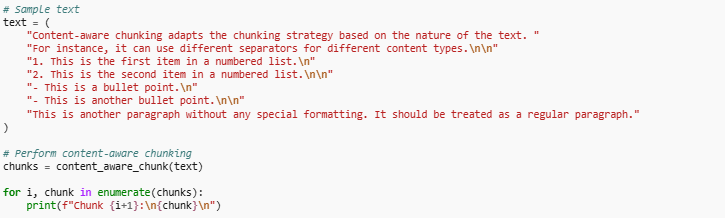 # Sample text
text = (
    "Content-aware chunking adapts the chunking strategy based on the nature of the text. "
    "For instance, it can use different separators for different content types.\n\n"
    "1. This is the first item in a numbered list.\n"
    "2. This is the second item in a numbered list.\n\n"
    "- This is a bullet point.\n"
    "- This is another bullet point.\n\n"
    "This is another paragraph without any special formatting. It should be treated as a regular paragraph."
)

# Perform content-aware chunking
chunks = content_aware_chunk(text)

for i, chunk in enumerate(chunks):
    print(f"Chunk {i+1}:\n{chunk}\n")